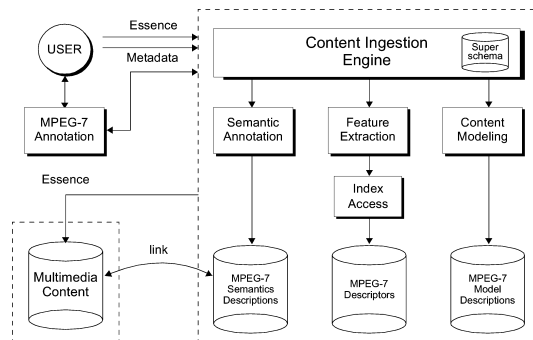 Essence
USER
Metadata
Content Ingestion
Engine
Super
schema
MPEG-7
Annotation
Semantic
Annotation
Feature
Extraction
Content
Modeling
Essence
Index
Access
link
Multimedia
Content
MPEG-7
Semantics
Descriptions
MPEG-7
Descriptors
MPEG-7
Model
Descriptions